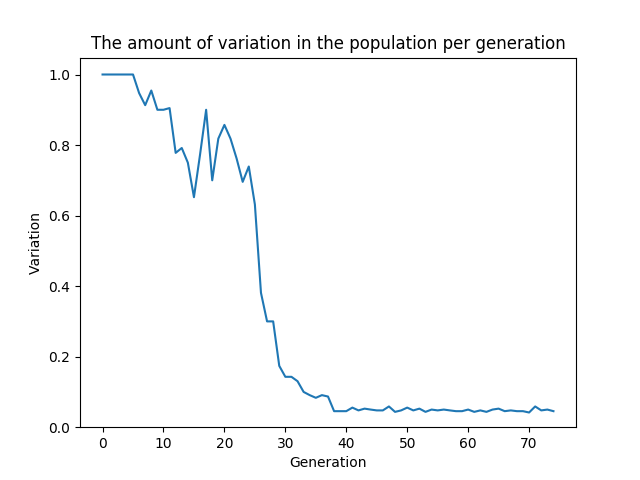 The amount of variation in the population per generation
1.0
0.8
0.6
0.4
0.2
0.0
Variation
0 10 20 30 40 50 60 70
Generation